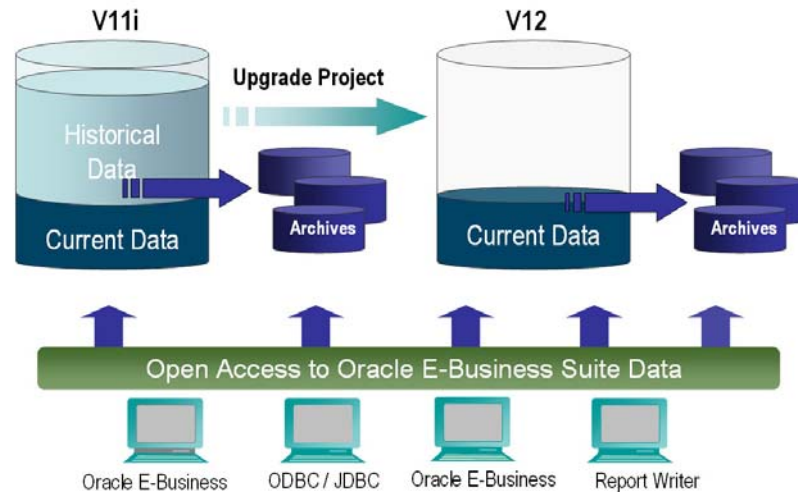 V11i
V12
Upgrade Project
Historical
Data
Current Data
Archives
Current Data
Archives
Open Access to Oracle E-Business Suite Data
Oracle E-Business
ODBC / JDBC
Oracle E-Business
Report Writer